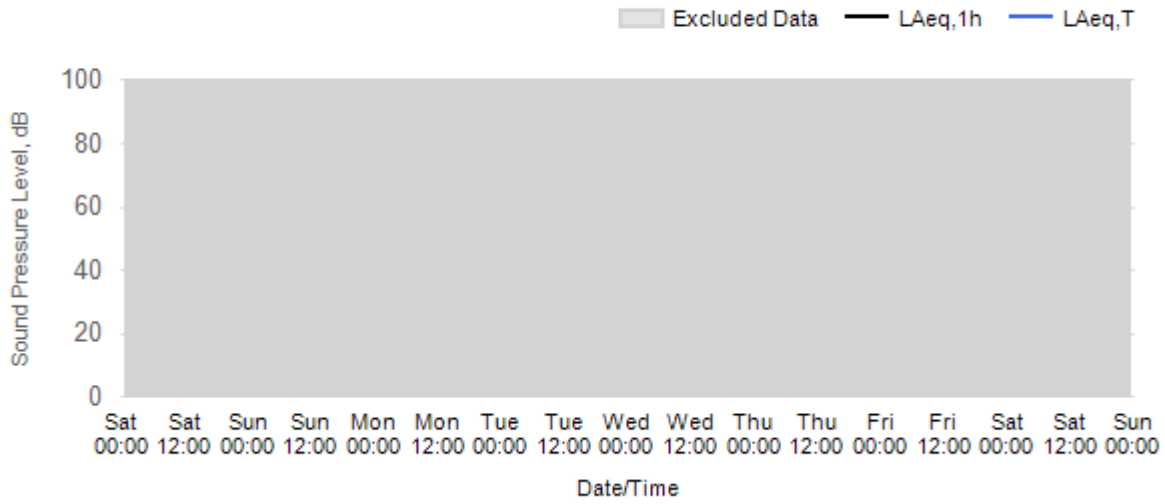 Excluded Data LAeq,1h LAeq,T
Sound Pressure Level, dB
100
80
60
40
20
0
Sat Sat Sun Sun Mon Mon Tue Tue Wed Wed Thu Thu Fri Fri Sat Sat Sun
00:00 12:00 00:00 12:00 00:00 12:00 00:00 12:00 00:00 12:00 00:00 12:00 00:00 12:00 00:00 12:00 00:00
Date/Time